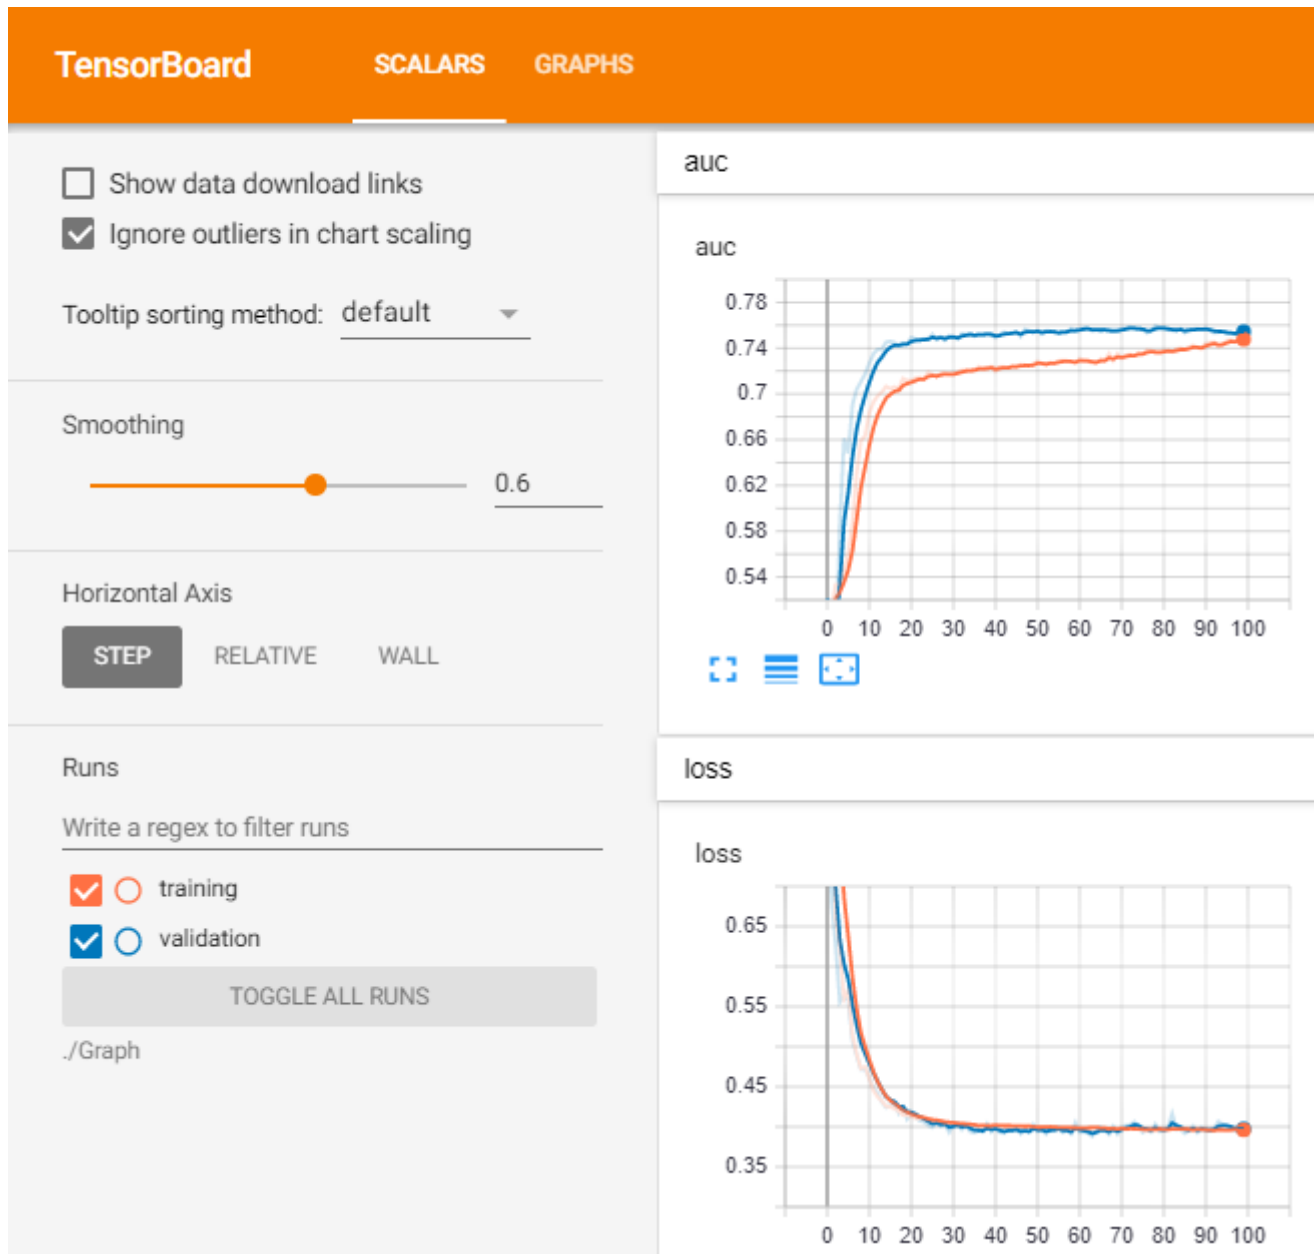 TensorBoard SCALARS GRAPHS
Show data download links
Ignore outliers in chart scaling
Tooltip sorting method: default
Smoothing
0.6
Horizontal Axis
STEP RELATIVE WALL
Runs
Write a regex to filter runs
training
validation
TOGGLE ALL RUNS
./Graph
auc
auc
0.78
0.74
0.7
0.66
0.62
0.58
0.54
0 10 20 30 40 50 60 70 80 90 100
loss
loss
0.65
0.55
0.45
0.35
0 10 20 30 40 50 60 70 80 90 100